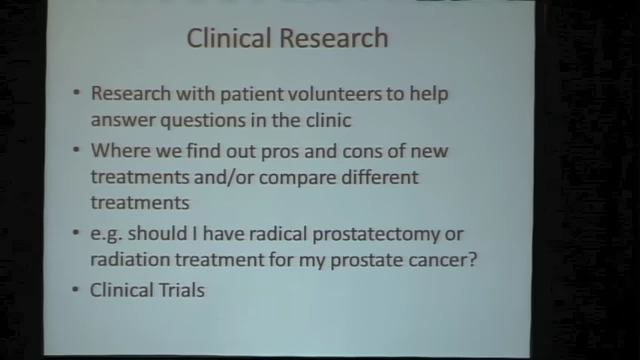 Clinical Research
• Research with patient volunteers to help
answer questions in the clinic
• Where we find out pros and cons of new
treatments and/or compare different
treatments
• e.g. should I have radical prostatectomy or
radiation treatment for my prostate cancer?
• Clinical Trials